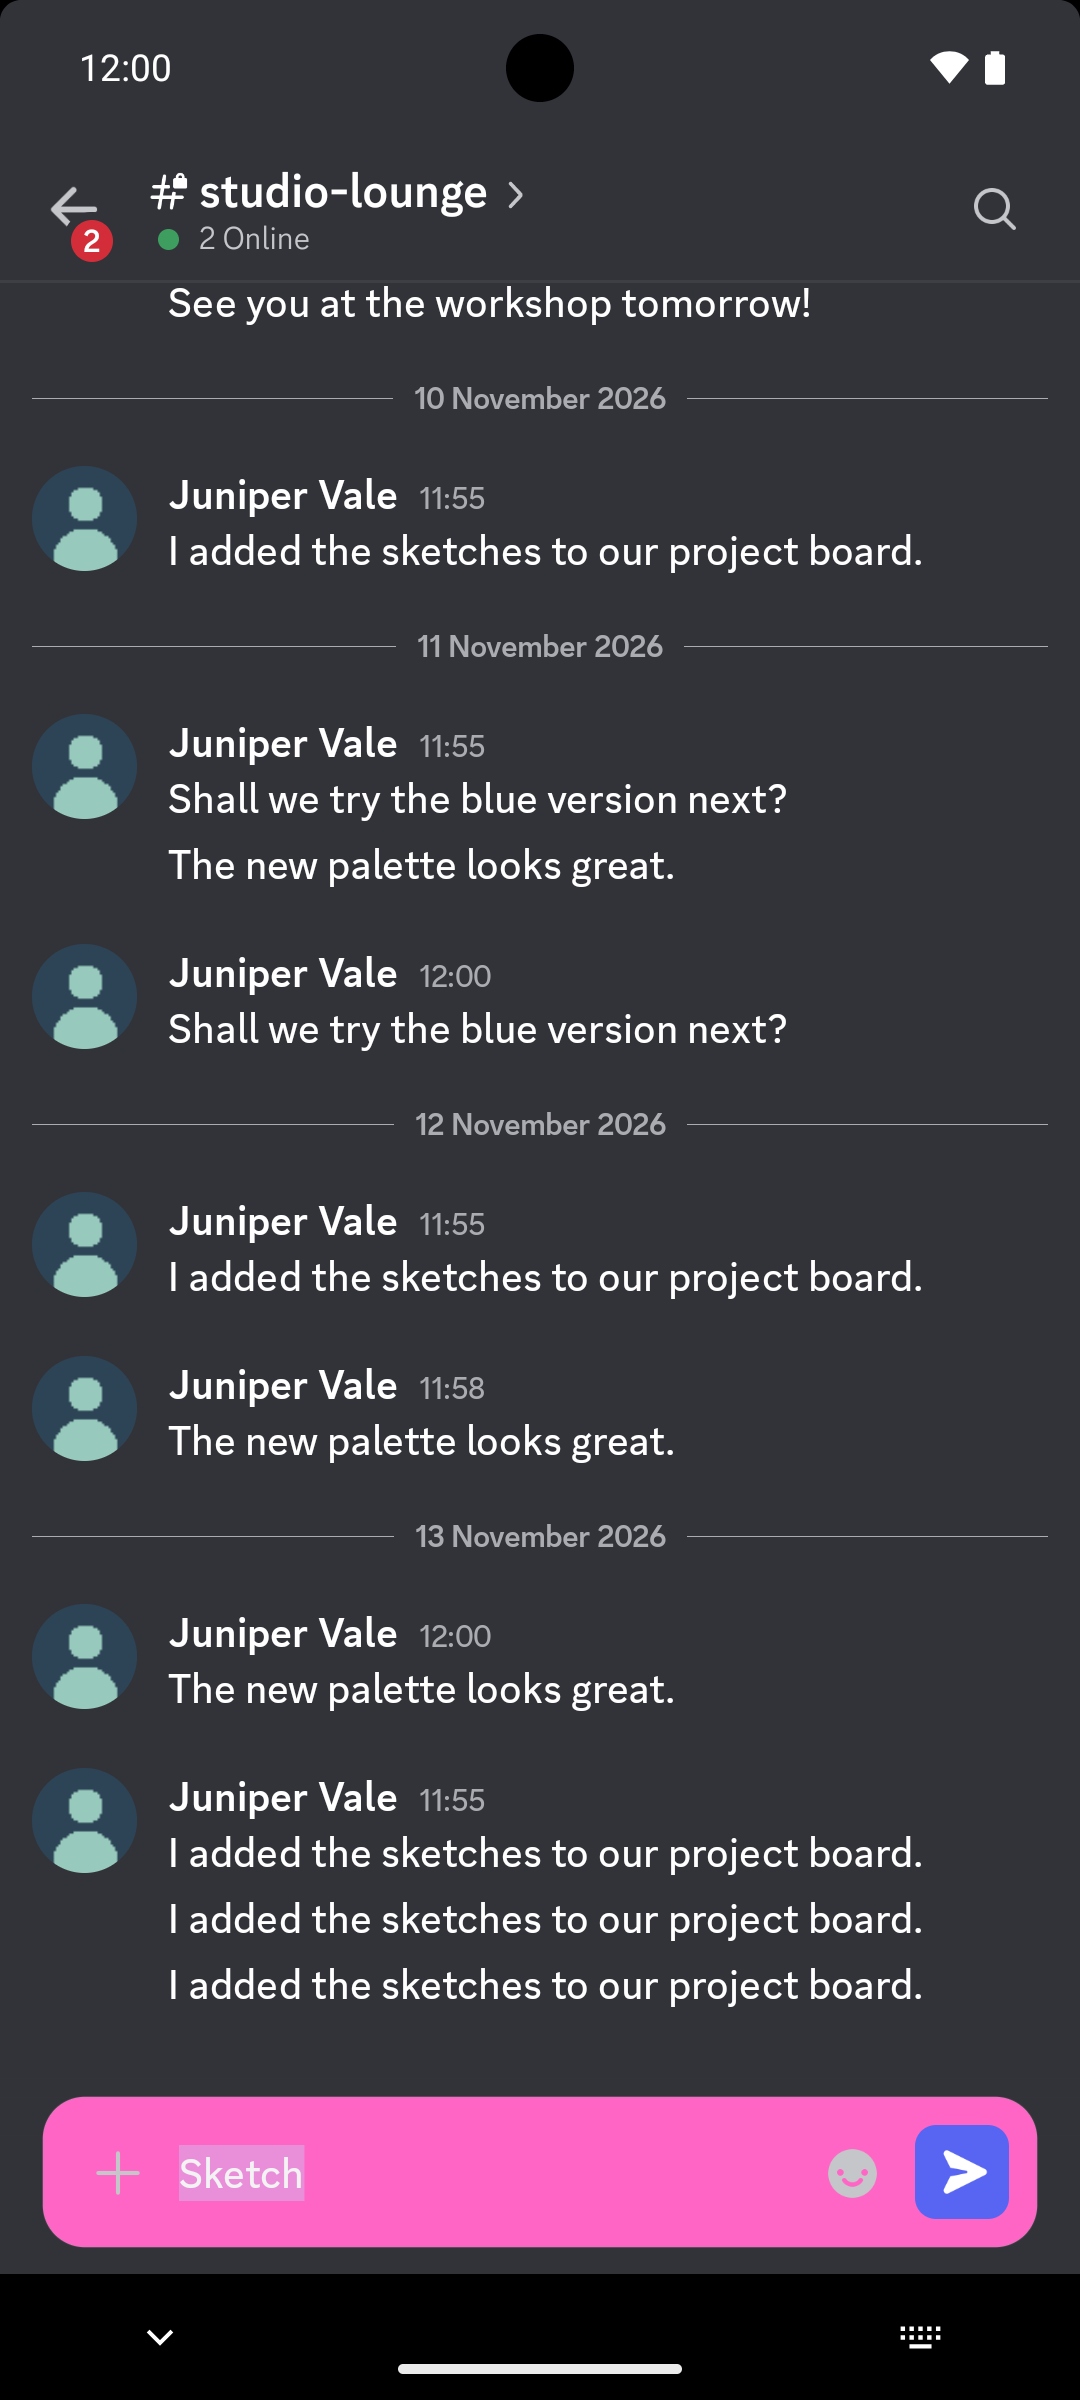 12:00
# studio-lounge
2
2 Online
See you at the workshop tomorrow!
10 November 2026
Juniper Vale 11:55
I added the sketches to our project board.
11 November 2026
Juniper Vale 11:55
Shall we try the blue version next?
The new palette looks great.
Juniper Vale 12:00
Shall we try the blue version next?
12 November 2026
Juniper Vale 11:55
I added the sketches to our project board.
Juniper Vale 11:58
The new palette looks great.
13 November 2026
Juniper Vale 12:00
The new palette looks great.
Juniper Vale 11:55
I added the sketches to our project board.
I added the sketches to our project board.
I added the sketches to our project board.
Sketch